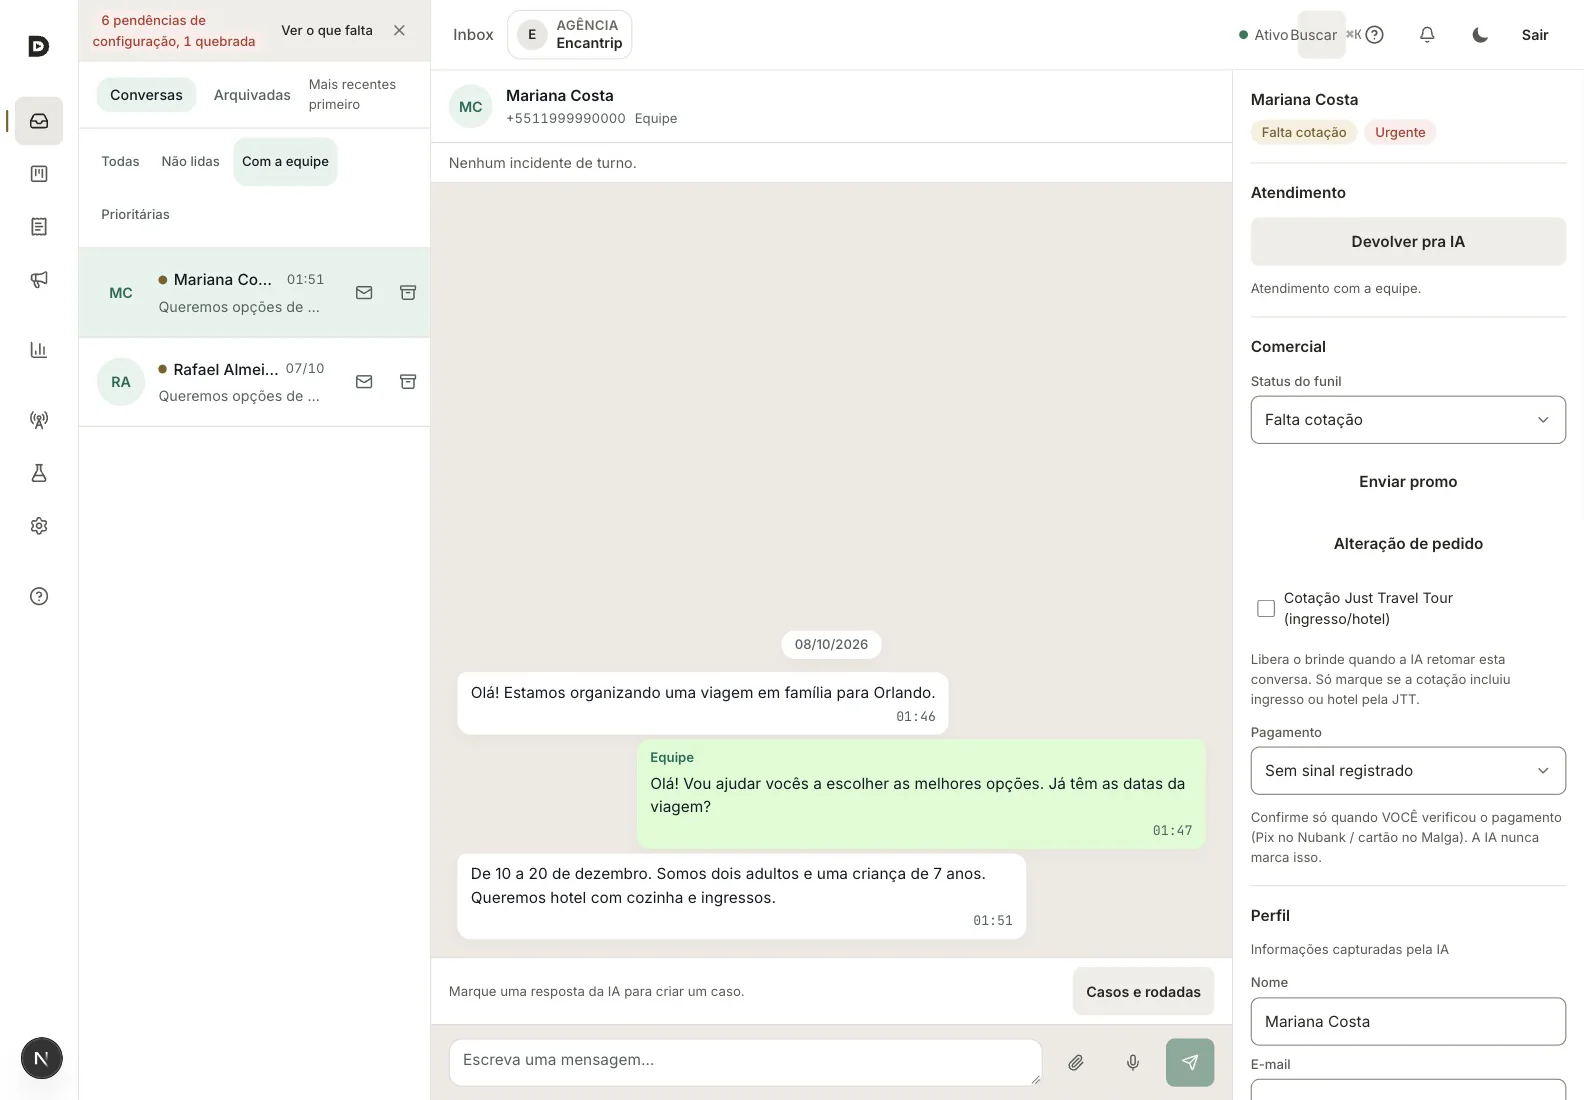 D
6 pendências de
configuração, 1 quebrada
Ver o que falta
Conversas
Arquivadas
Mais recentes
primeiro
Todas
Não lidas
Com a equipe
Prioritárias
MC
Mariana Co...
01:51
Queremos opções de ...
RA
Rafael Almei...
07/10
Queremos opções de ...
N
Inbox
E
AGÊNCIA
Encantrip
Ativo
Buscar
⌘K
Sair
MC
Mariana Costa
+5511999990000 Equipe
Nenhum incidente de turno.
08/10/2026
Olá! Estamos organizando uma viagem em família para Orlando.
01:46
Equipe
Olá! Vou ajudar vocês a escolher as melhores opções. Já têm as datas da
viagem?
01:47
De 10 a 20 de dezembro. Somos dois adultos e uma criança de 7 anos.
Queremos hotel com cozinha e ingressos.
01:51
Marque uma resposta da IA para criar um caso.
Casos e rodadas
Escreva uma mensagem...
Mariana Costa
Falta cotação
Urgente
Atendimento
Devolver pra IA
Atendimento com a equipe.
Comercial
Status do funil
Falta cotação
Enviar promo
Alteração de pedido
Cotação Just Travel Tour
(ingresso/hotel)
Libera o brinde quando a IA retomar esta
conversa. Só marque se a cotação incluiu
ingresso ou hotel pela JTT.
Pagamento
Sem sinal registrado
Confirme só quando VOCÊ verificou o pagamento
(Pix no Nubank / cartão no Malga). A IA nunca
marca isso.
Perfil
Informações capturadas pela IA
Nome
Mariana Costa
E-mail